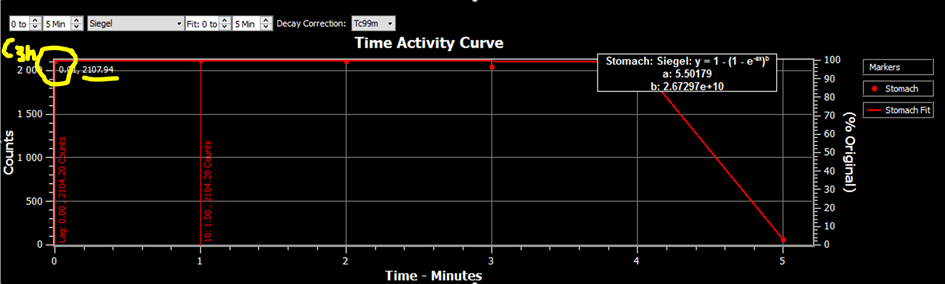 0 to 5 Min Siegel Fit: 0 to 5 Min Decay Correction: Tc99m
Time Activity Curve
C3h
0.01, 2107.94
Stomach: Siegel: y = 1 - (1 - e⁻ᵃˣ)ᵇ
a: 5.50179
b: 2.67297e+10
Markers
Stomach
Stomach Fit
Counts
2 000
1 500
1 000
500
0
Lag: 0.00 , 2104.20 Counts
1D: 1.00 , 2104.20 Counts
100
90
80
70
60
50
40
30
20
10
0
(% Original)
0 1 2 3 4 5
Time - Minutes